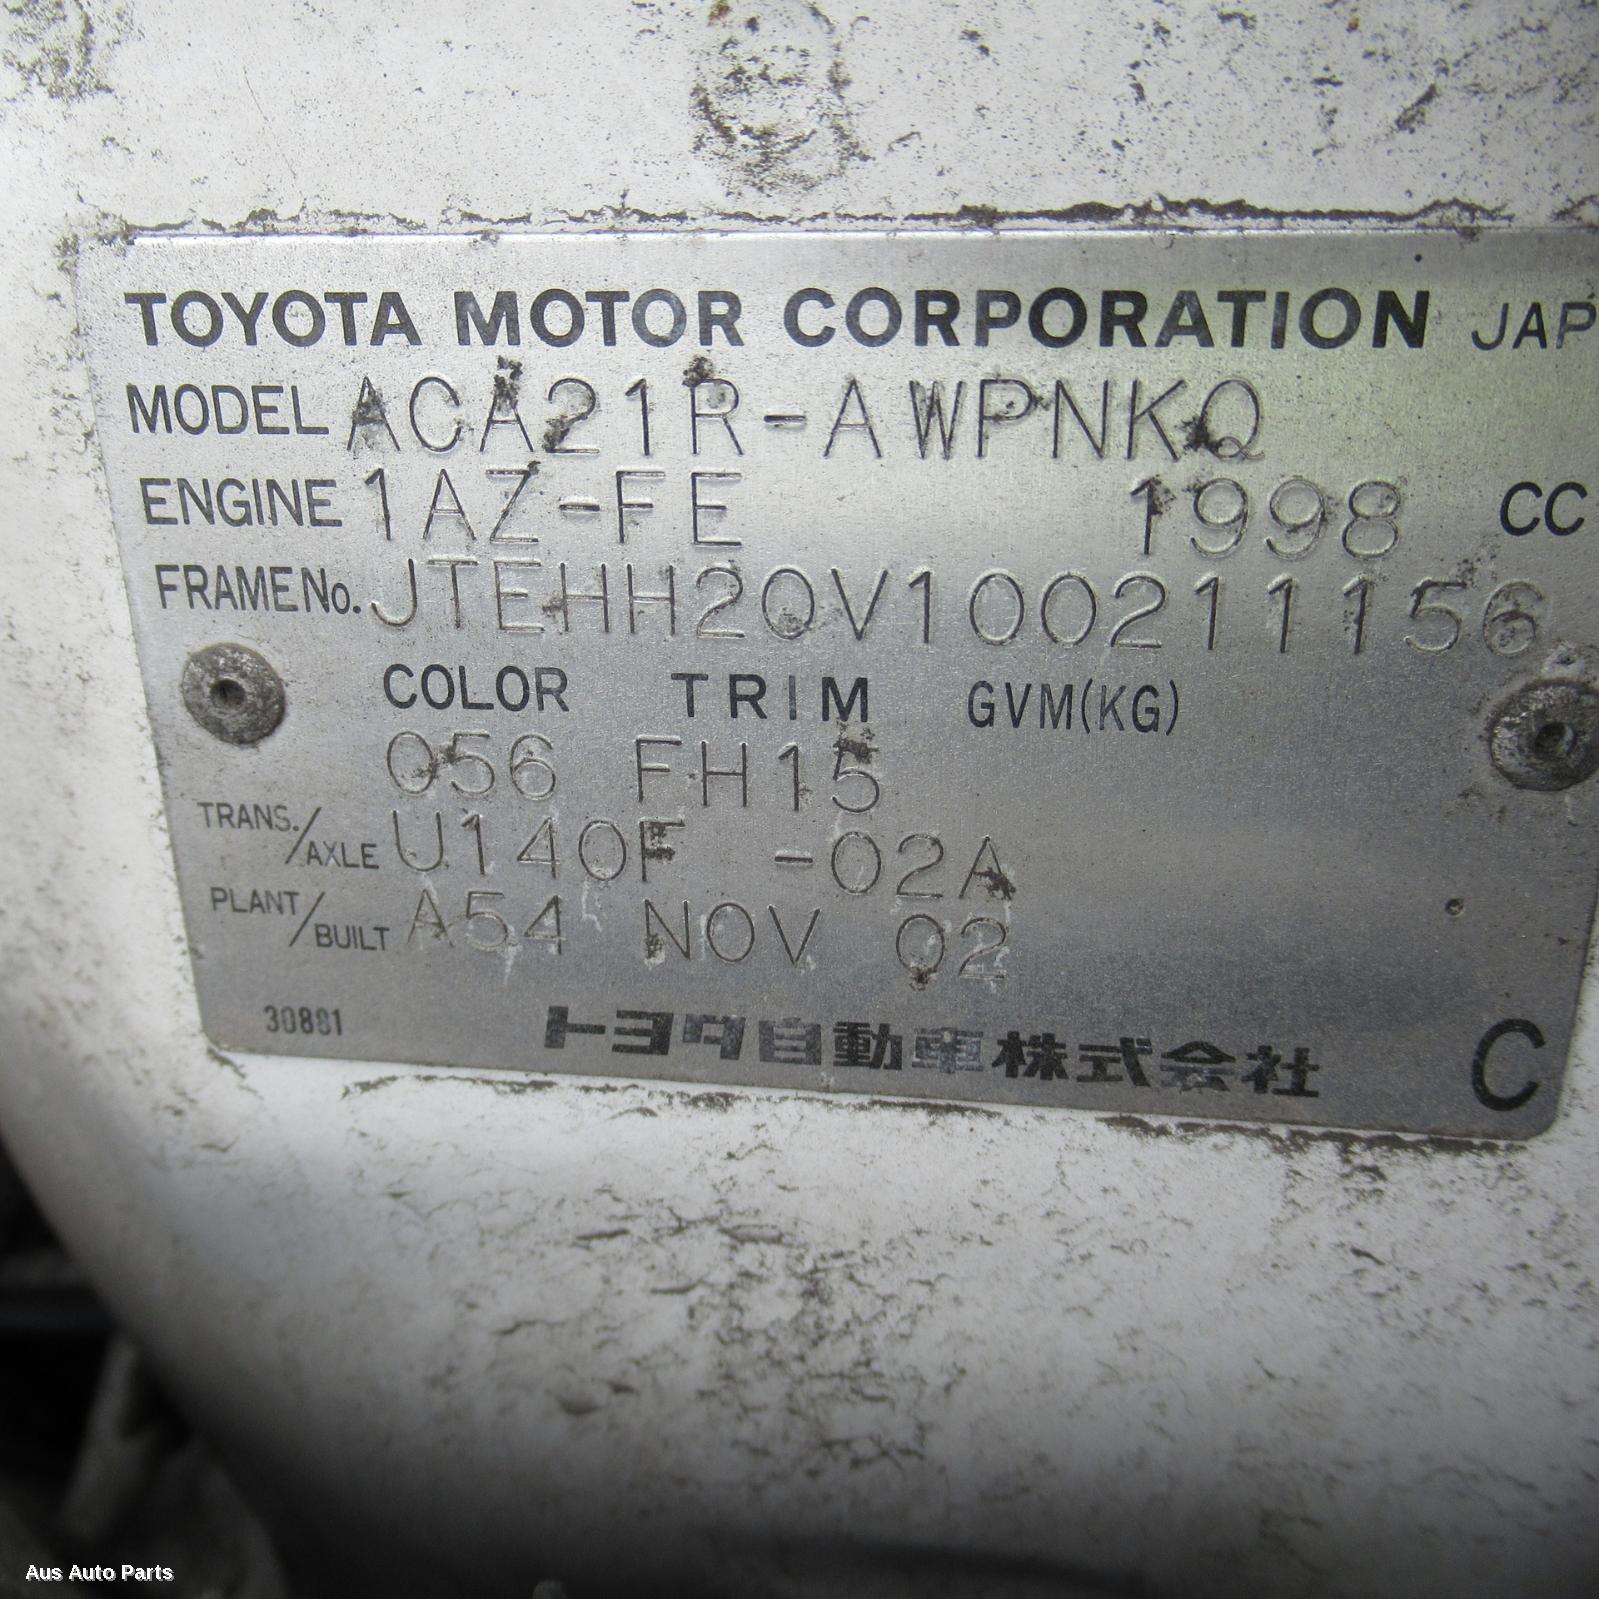 TOYOTA MOTOR CORPORATION JAP
MODEL ACA21R-AWPNKQ
ENGINE 1AZ-FE 1998 CC
FRAME No. JTEHH20V100211156
COLOR TRIM GVM(KG)
056 FH15
TRANS./AXLE U140F -02A
PLANT/BUILT A54 NOV 02
30881
トヨタ自動車株式会社 C
Aus Auto Parts